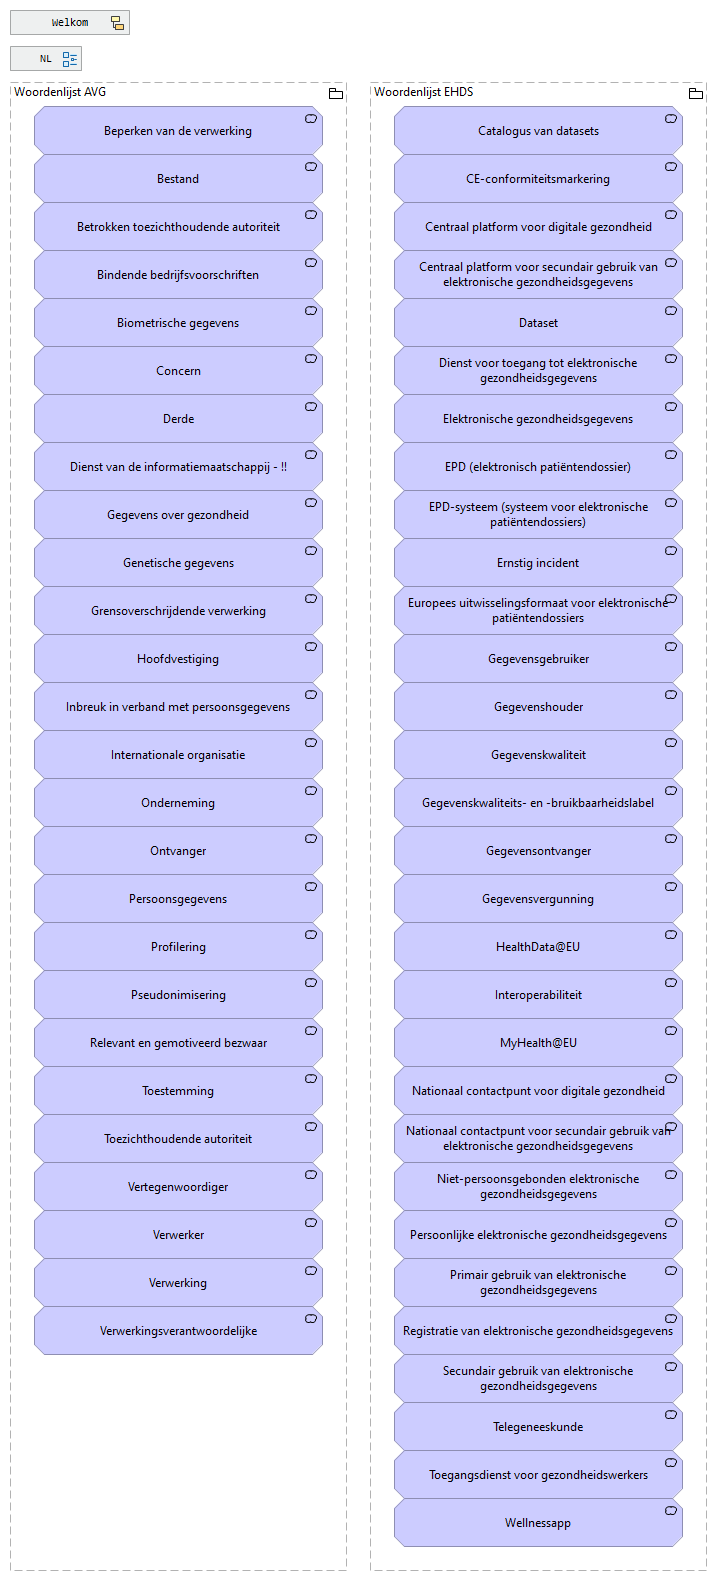 Welkom
NL
Woordenlijst AVG
Beperken van de verwerking
Bestand
Betrokken toezichthoudende autoriteit
Bindende bedrijfsvoorschriften
Biometrische gegevens
Concern
Derde
Dienst van de informatiemaatschappij - !!
Gegevens over gezondheid
Genetische gegevens
Grensoverschrijdende verwerking
Hoofdvestiging
Inbreuk in verband met persoonsgegevens
Internationale organisatie
Onderneming
Ontvanger
Persoonsgegevens
Profilering
Pseudonimisering
Relevant en gemotiveerd bezwaar
Toestemming
Toezichthoudende autoriteit
Vertegenwoordiger
Verwerker
Verwerking
Verwerkingsverantwoordelijke
Woordenlijst EHDS
Catalogus van datasets
CE-conformiteitsmarkering
Centraal platform voor digitale gezondheid
Centraal platform voor secundair gebruik van
elektronische gezondheidsgegevens
Dataset
Dienst voor toegang tot elektronische
gezondheidsgegevens
Elektronische gezondheidsgegevens
EPD (elektronisch patiëntendossier)
EPD-systeem (systeem voor elektronische
patiëntendossiers)
Ernstig incident
Europees uitwisselingsformaat voor elektronische
patiëntendossiers
Gegevensgebruiker
Gegevenshouder
Gegevenskwaliteit
Gegevenskwaliteits- en -bruikbaarheidslabel
Gegevensontvanger
Gegevensvergunning
HealthData@EU
Interoperabiliteit
MyHealth@EU
Nationaal contactpunt voor digitale gezondheid
Nationaal contactpunt voor secundair gebruik van
elektronische gezondheidsgegevens
Niet-persoonsgebonden elektronische
gezondheidsgegevens
Persoonlijke elektronische gezondheidsgegevens
Primair gebruik van elektronische
gezondheidsgegevens
Registratie van elektronische gezondheidsgegevens
Secundair gebruik van elektronische
gezondheidsgegevens
Telegeneeskunde
Toegangsdienst voor gezondheidswerkers
Wellnessapp